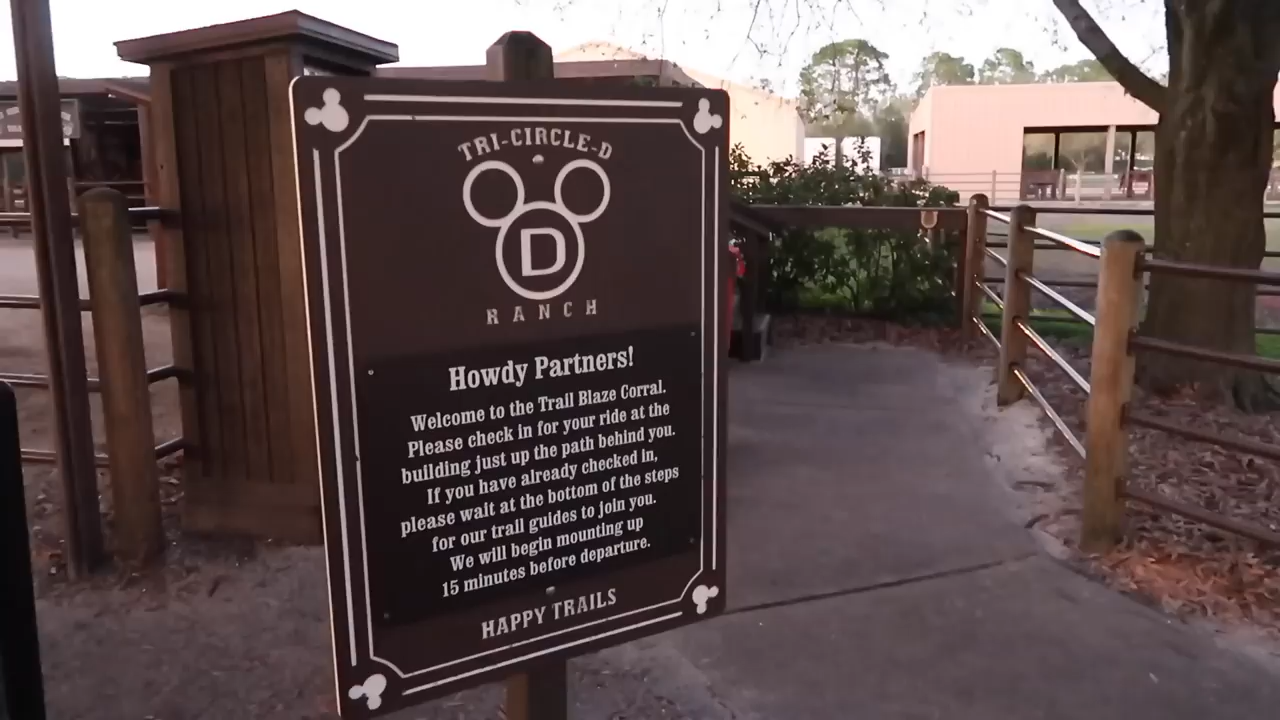 TRI-CIRCLE-D
D
RANCH
Howdy Partners!
Welcome to the Trail Blaze Corral.
Please check in for your ride at the
building just up the path behind you.
If you have already checked in,
please wait at the bottom of the steps
for our trail guides to join you.
We will begin mounting up
15 minutes before departure.
HAPPY TRAILS